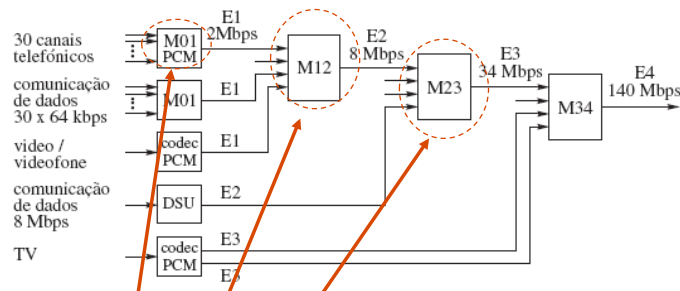 30 canais
telefónicos
M01
PCM
E1
2Mbps
M12
E2
8 Mbps
M23
E3
34 Mbps
M34
E4
140 Mbps
comunicação
de dados
30 x 64 kbps
M01
E1
video /
videofone
codec
PCM
E1
comunicação
de dados
8 Mbps
DSU
E2
TV
codec
PCM
E3
E3